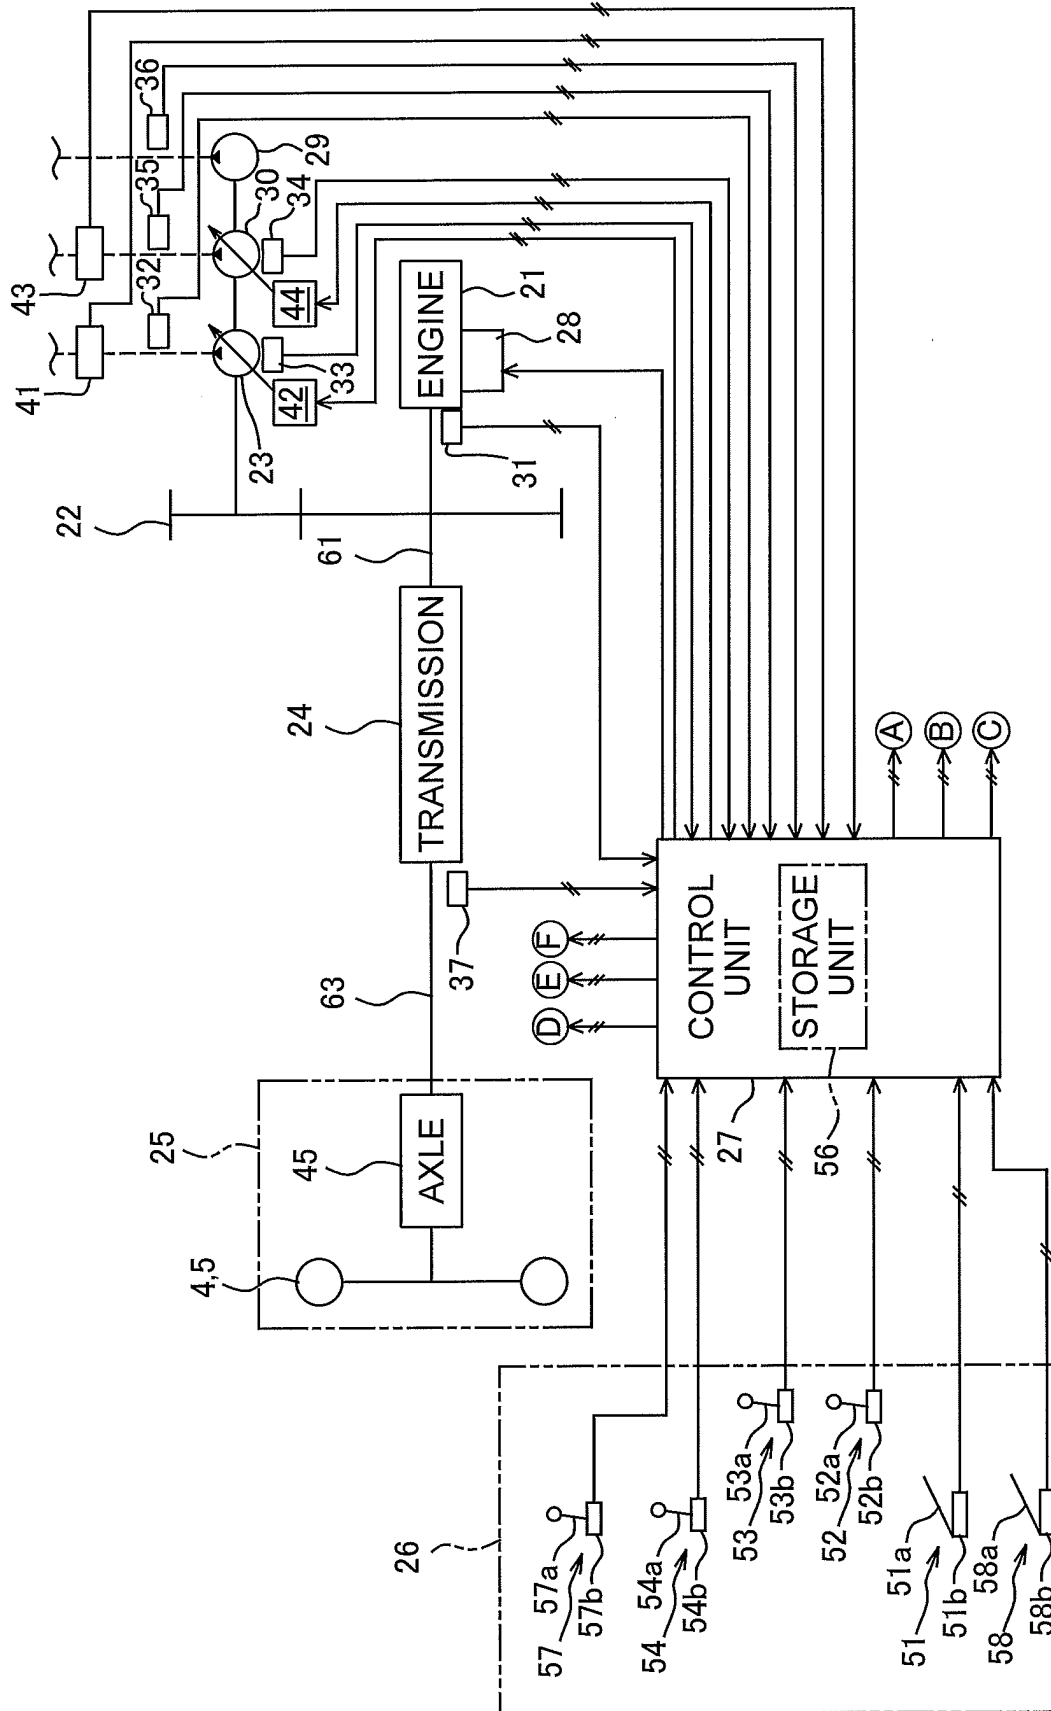 41
43
22
32
35
36
25
4,5
23
30
45
24
42
44
34
29
63
61
33
26
AXLE
TRANSMISSION
ENGINE
37
31
21
57
57a
57b
D
E
F
28
54
54a
54b
CONTROL
UNIT
53
53a
53b
27
STORAGE
UNIT
52
52a
52b
56
A
B
C
51
51a
51b
58
58a
58b